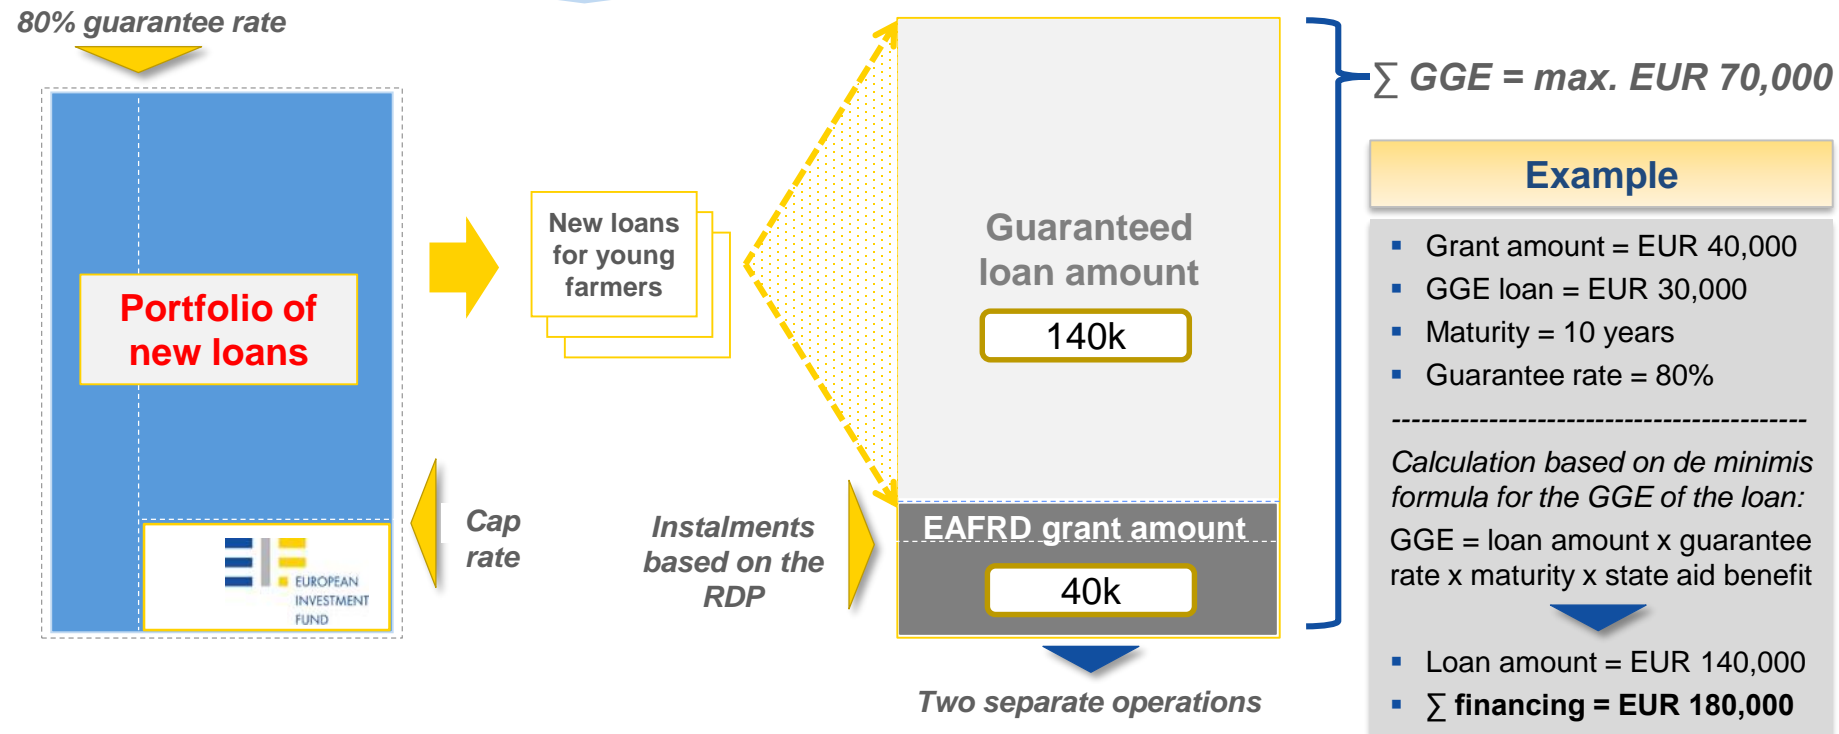 80% guarantee rate
Portfolio of
new loans
EUROPEAN
INVESTMENT
FUND
Cap
rate
New loans
for young
farmers
Instalments
based on the
RDP
Guaranteed
loan amount
140k
EAFRD grant amount
40k
Two separate operations
∑ GGE = max. EUR 70,000
Example
▪ Grant amount = EUR 40,000
▪ GGE loan = EUR 30,000
▪ Maturity = 10 years
▪ Guarantee rate = 80%
-------------------------------------------
Calculation based on de minimis
formula for the GGE of the loan:
GGE = loan amount x guarantee
rate x maturity x state aid benefit
▪ Loan amount = EUR 140,000
▪ ∑ financing = EUR 180,000